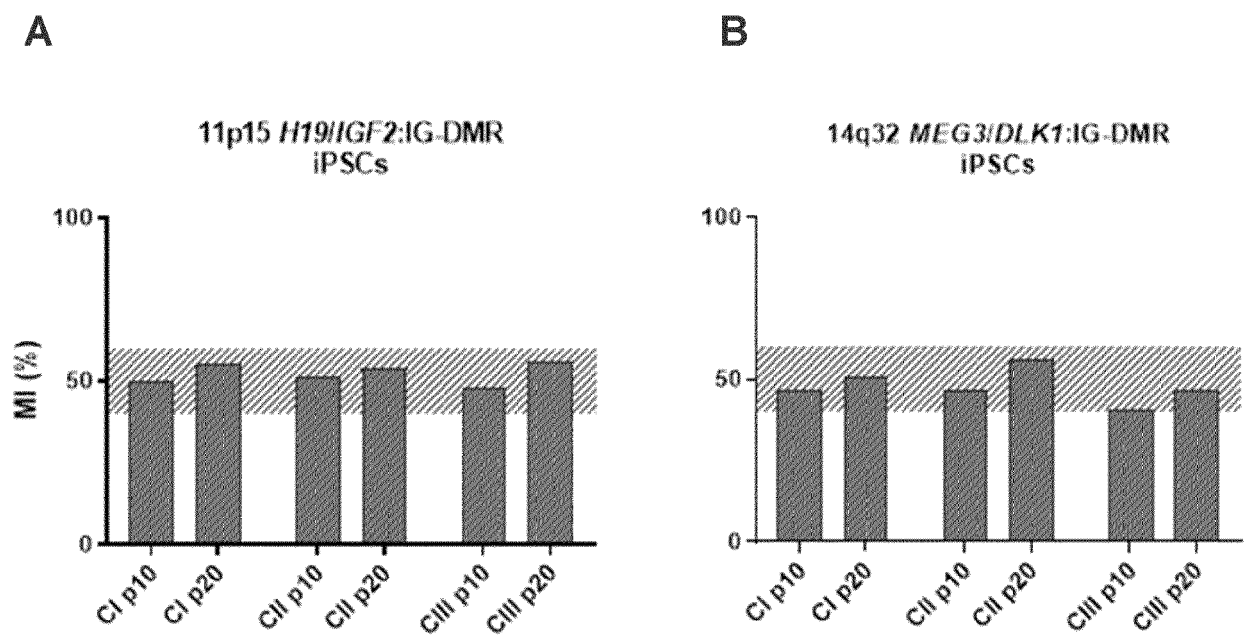 A
11p15 H19/IGF2:IG-DMR
iPSCs
MI (%)
100
50
0
CI p10
CI p20
CII p10
CII p20
CIII p10
CIII p20
B
14q32 MEG3/DLK1:IG-DMR
iPSCs
100
50
0
CI p10
CI p20
CII p10
CII p20
CIII p10
CIII p20